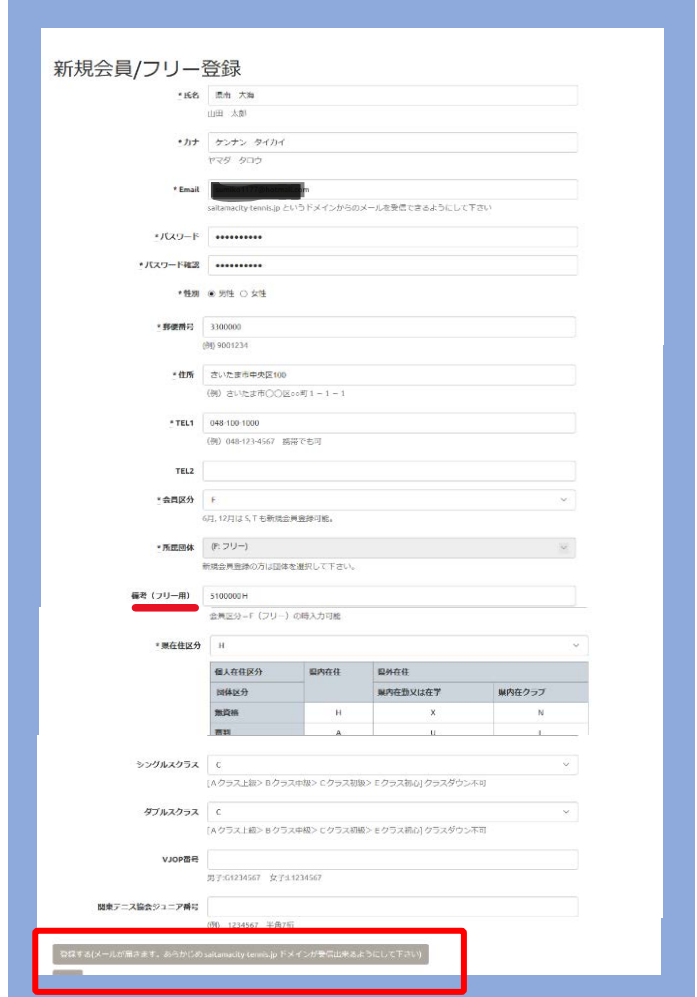 新規会員/フリー登録
* 氏名 県南 大海
山田 太郎
* カナ ケンナン タイカイ
ヤマダ タロウ
* Email m
saitamacity-tennis.jp というドメインからのメールを受信できるようにして下さい
* パスワード ••••••••••
* パスワード確認 ••••••••••
* 性別 男性 女性
* 郵便番号 3300000
(例) 9001234
* 住所 さいたま市中央区100
(例) さいたま市〇〇区○○町1-1-1
* TEL1 048-100-1000
(例) 048-123-4567 携帯でも可
TEL2
* 会員区分 F
6月, 12月は S, T も新規会員登録可能。
* 所属団体 (F: フリー)
新規会員登録の方は団体を選択して下さい。
備考(フリー用) 5100000H
会員区分=F(フリー)の時入力可能
* 現在住区分 H
個人在住区分 県内在住 県外在住
団体区分 県内在勤又は在学 県内在クラブ
無資格 H X N
A U
シングルスクラス C
[Aクラス上級> Bクラス中級> Cクラス初級> Eクラス初心] クラスダウン不可
ダブルスクラス C
[Aクラス上級> Bクラス中級> Cクラス初級> Eクラス初心] クラスダウン不可
VJOP番号
男子:G1234567 女子:L1234567
関東テニス協会ジュニア番号
(例) 1234567 半角7桁
登録する(メールが届きます。あらかじめ saitamacity-tennis.jp ドメインが受信出来るようにして下さい)